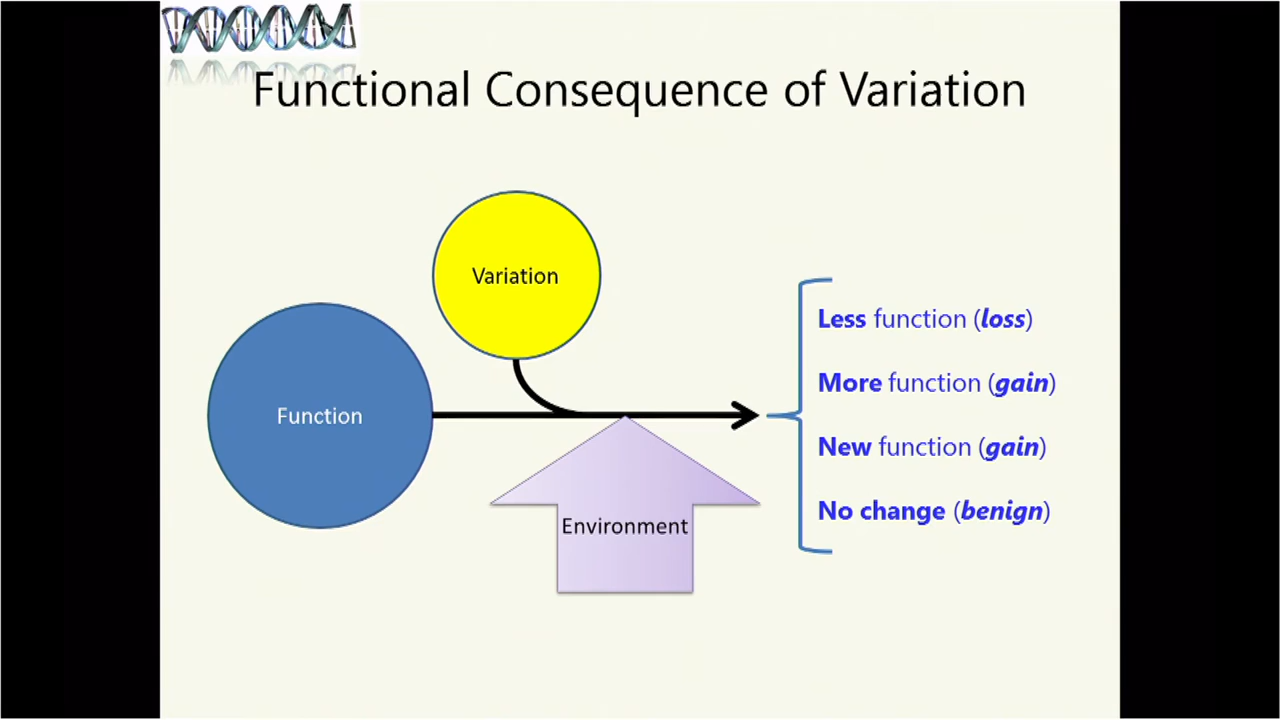 Functional Consequence of Variation
Variation
Function
Environment
Less function (loss)
More function (gain)
New function (gain)
No change (benign)